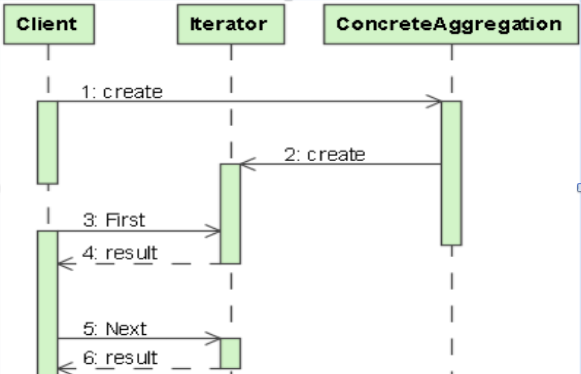 Client Iterator ConcreteAggregation
1: create
2: create
3: First
4: result
5: Next
6: result